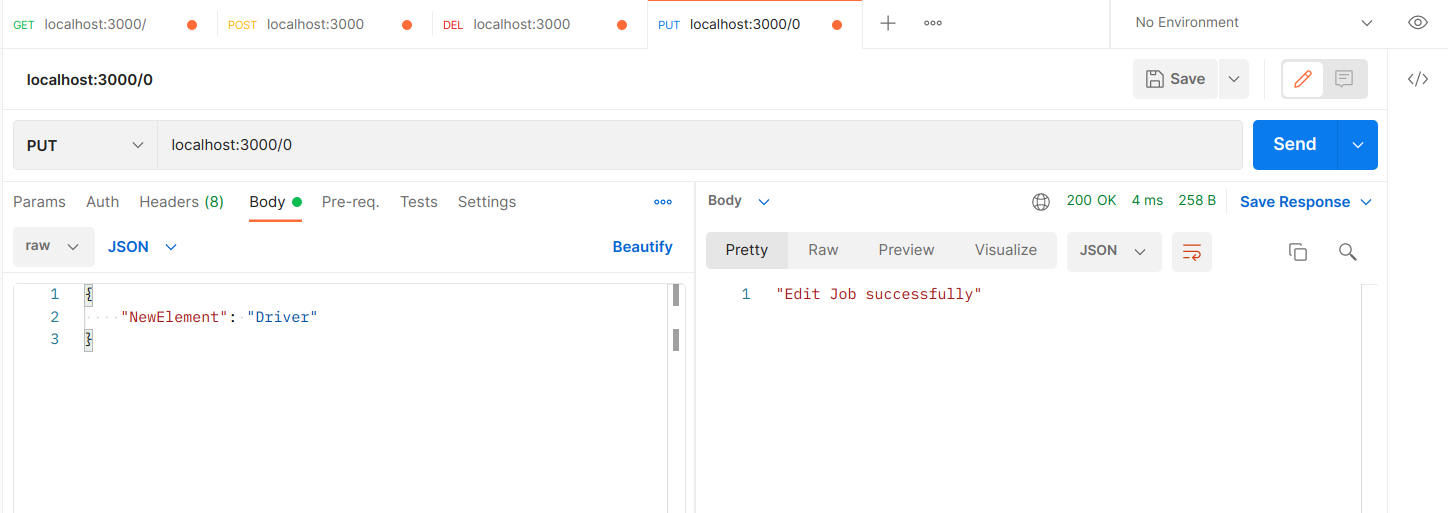 GET localhost:3000/ POST localhost:3000 DEL localhost:3000 PUT localhost:3000/0 No Environment
localhost:3000/0 Save
PUT localhost:3000/0 Send
Params Auth Headers (8) Body Pre-req. Tests Settings Body 200 OK 4 ms 258 B Save Response
raw JSON Beautify Pretty Raw Preview Visualize JSON
1 { 1 "Edit Job successfully"
2 "NewElement": "Driver"
3 }